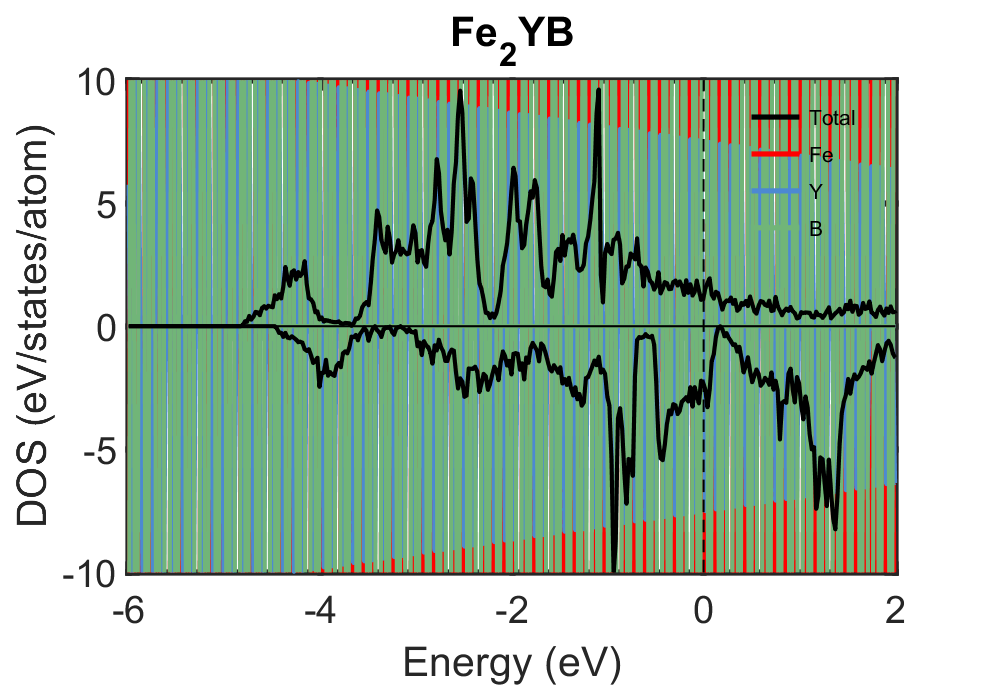 Fe2YB
10
5
0
-5
-10
DOS (eV/states/atom)
Total
Fe
Y
B
-6 -4 -2 0 2
Energy (eV)